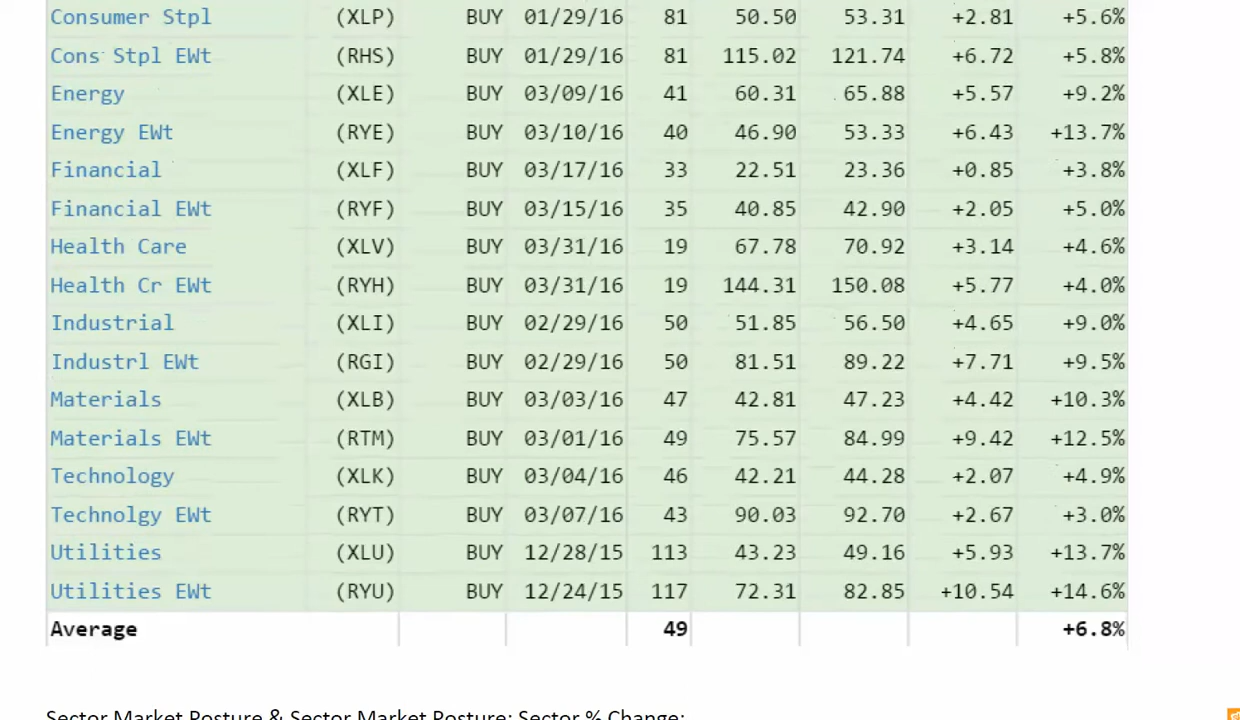 Consumer Stpl (XLP) BUY 01/29/16 81 50.50 53.31 +2.81 +5.6%
Cons Stpl EWt (RHS) BUY 01/29/16 81 115.02 121.74 +6.72 +5.8%
Energy (XLE) BUY 03/09/16 41 60.31 65.88 +5.57 +9.2%
Energy EWt (RYE) BUY 03/10/16 40 46.90 53.33 +6.43 +13.7%
Financial (XLF) BUY 03/17/16 33 22.51 23.36 +0.85 +3.8%
Financial EWt (RYF) BUY 03/15/16 35 40.85 42.90 +2.05 +5.0%
Health Care (XLV) BUY 03/31/16 19 67.78 70.92 +3.14 +4.6%
Health Cr EWt (RYH) BUY 03/31/16 19 144.31 150.08 +5.77 +4.0%
Industrial (XLI) BUY 02/29/16 50 51.85 56.50 +4.65 +9.0%
Industrl EWt (RGI) BUY 02/29/16 50 81.51 89.22 +7.71 +9.5%
Materials (XLB) BUY 03/03/16 47 42.81 47.23 +4.42 +10.3%
Materials EWt (RTM) BUY 03/01/16 49 75.57 84.99 +9.42 +12.5%
Technology (XLK) BUY 03/04/16 46 42.21 44.28 +2.07 +4.9%
Technolgy EWt (RYT) BUY 03/07/16 43 90.03 92.70 +2.67 +3.0%
Utilities (XLU) BUY 12/28/15 113 43.23 49.16 +5.93 +13.7%
Utilities EWt (RYU) BUY 12/24/15 117 72.31 82.85 +10.54 +14.6%
Average 49 +6.8%
Sector Market Posture & Sector Market Posture: Sector % Change: